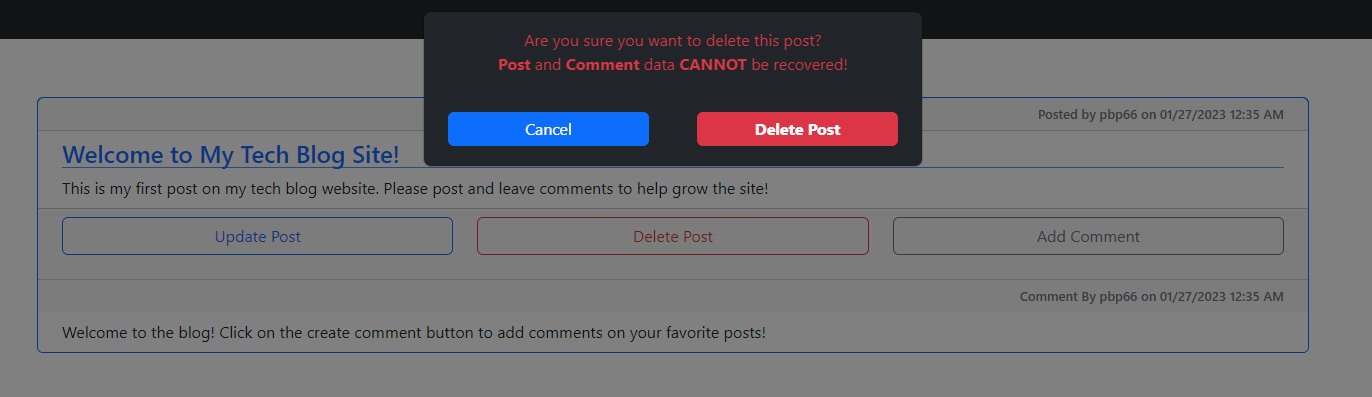 Are you sure you want to delete this post?
Post and Comment data CANNOT be recovered!
Cancel Delete Post
Posted by pbp66 on 01/27/2023 12:35 AM
Welcome to My Tech Blog Site!
This is my first post on my tech blog website. Please post and leave comments to help grow the site!
Update Post Delete Post Add Comment
Comment By pbp66 on 01/27/2023 12:35 AM
Welcome to the blog! Click on the create comment button to add comments on your favorite posts!